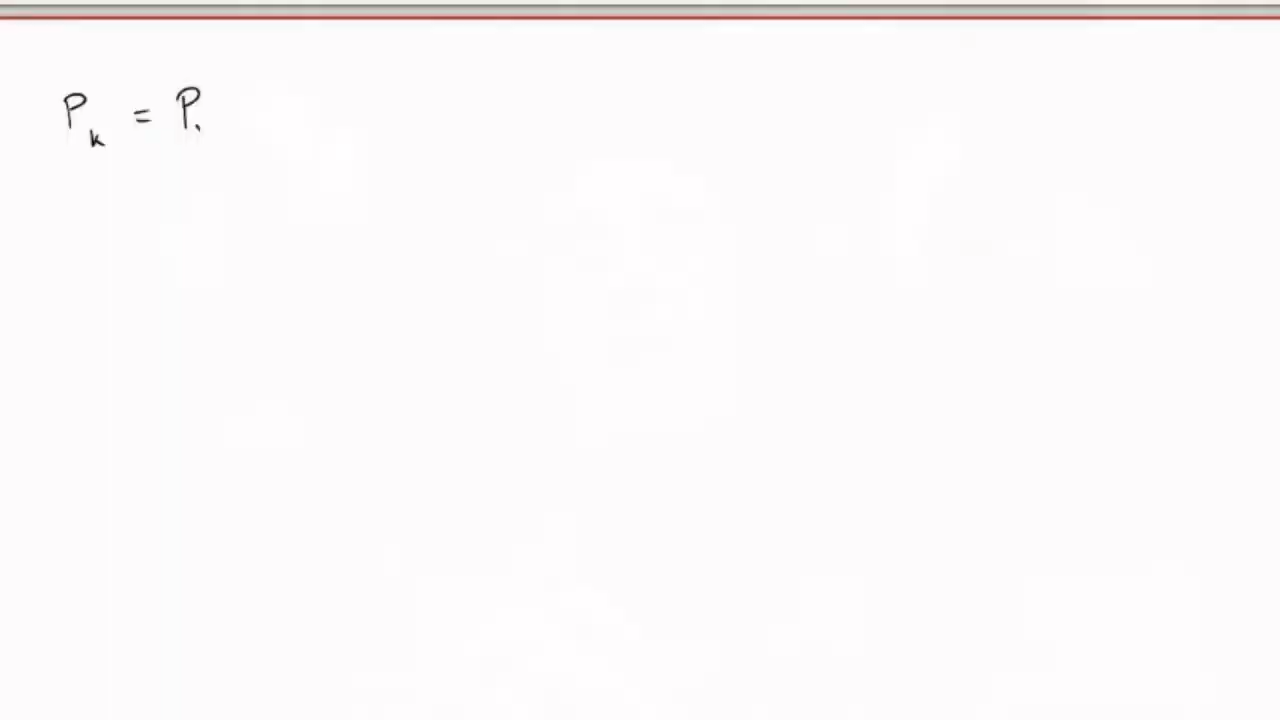 P_k = P.